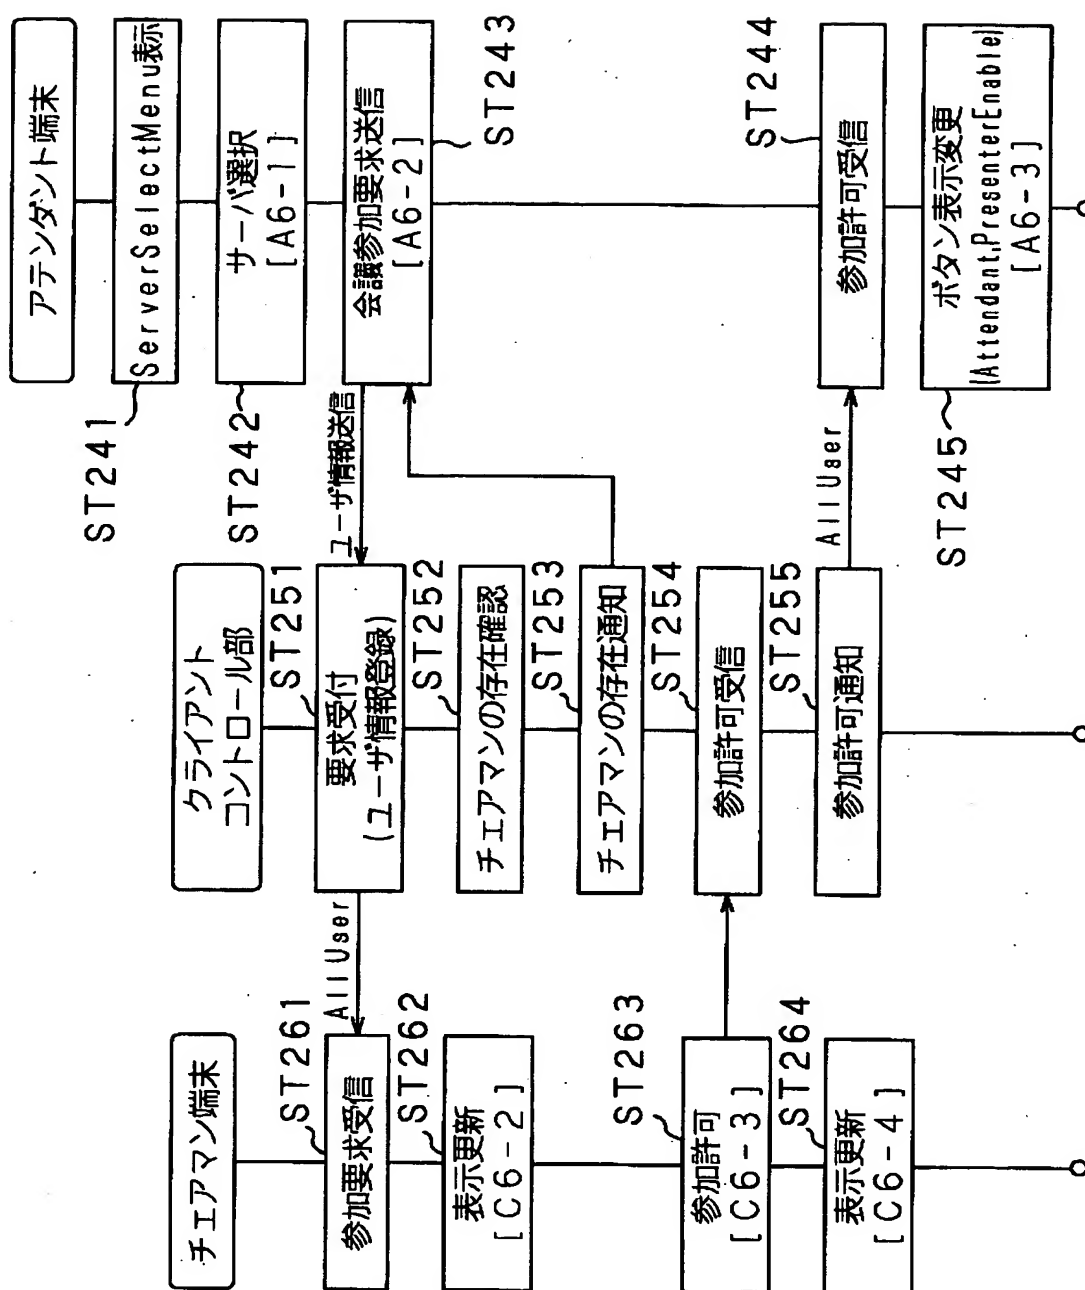 チェアマン端末
ST261
参加要求受信
ST262
表示更新
[C6-2]
ST263
参加許可
[C6-3]
ST264
表示更新
[C6-4]
AllUser
クライアント
コントロール部
ST251
要求受付
(ユーザ情報登録)
ST252
チェアマンの存在確認
ST253
チェアマンの存在通知
ST254
参加許可受信
ST255
参加許可通知
ユーザ情報送信
AllUser
アテンダント端末
ST241
ServerSelectMenu表示
ST242
サーバ選択
[A6-1]
会議参加要求送信
[A6-2]
ST243
参加許可受信
ST244
ボタン表示変更
(Attendant,PresenterEnable)
[A6-3]
ST245